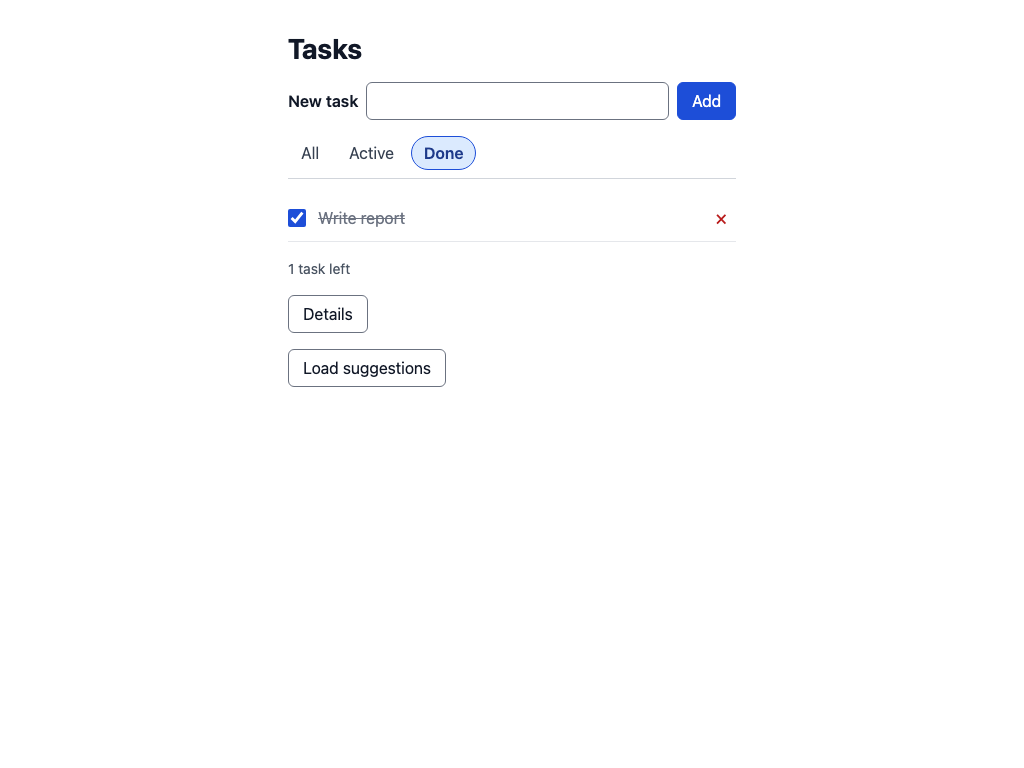 Tasks
New task Add
All Active Done
Write report ×
1 task left
Details
Load suggestions